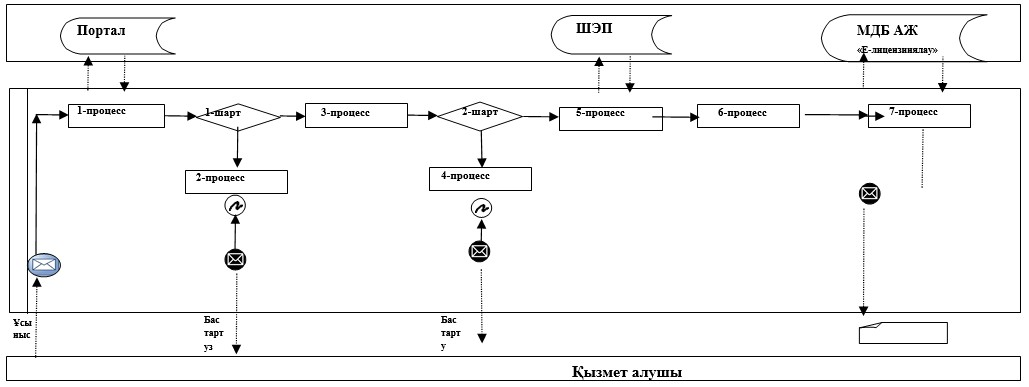 Портал
ШЭП
МДБ АЖ
«Е-лицензиялау»
1-процесс
1-шарт
3-процесс
2-шарт
5-процесс
6-процесс
7-процесс
2-процесс
4-процесс
Ұсы
ныс
Бас
тарт
уз
Бас
тарт
у
Қызмет алушы